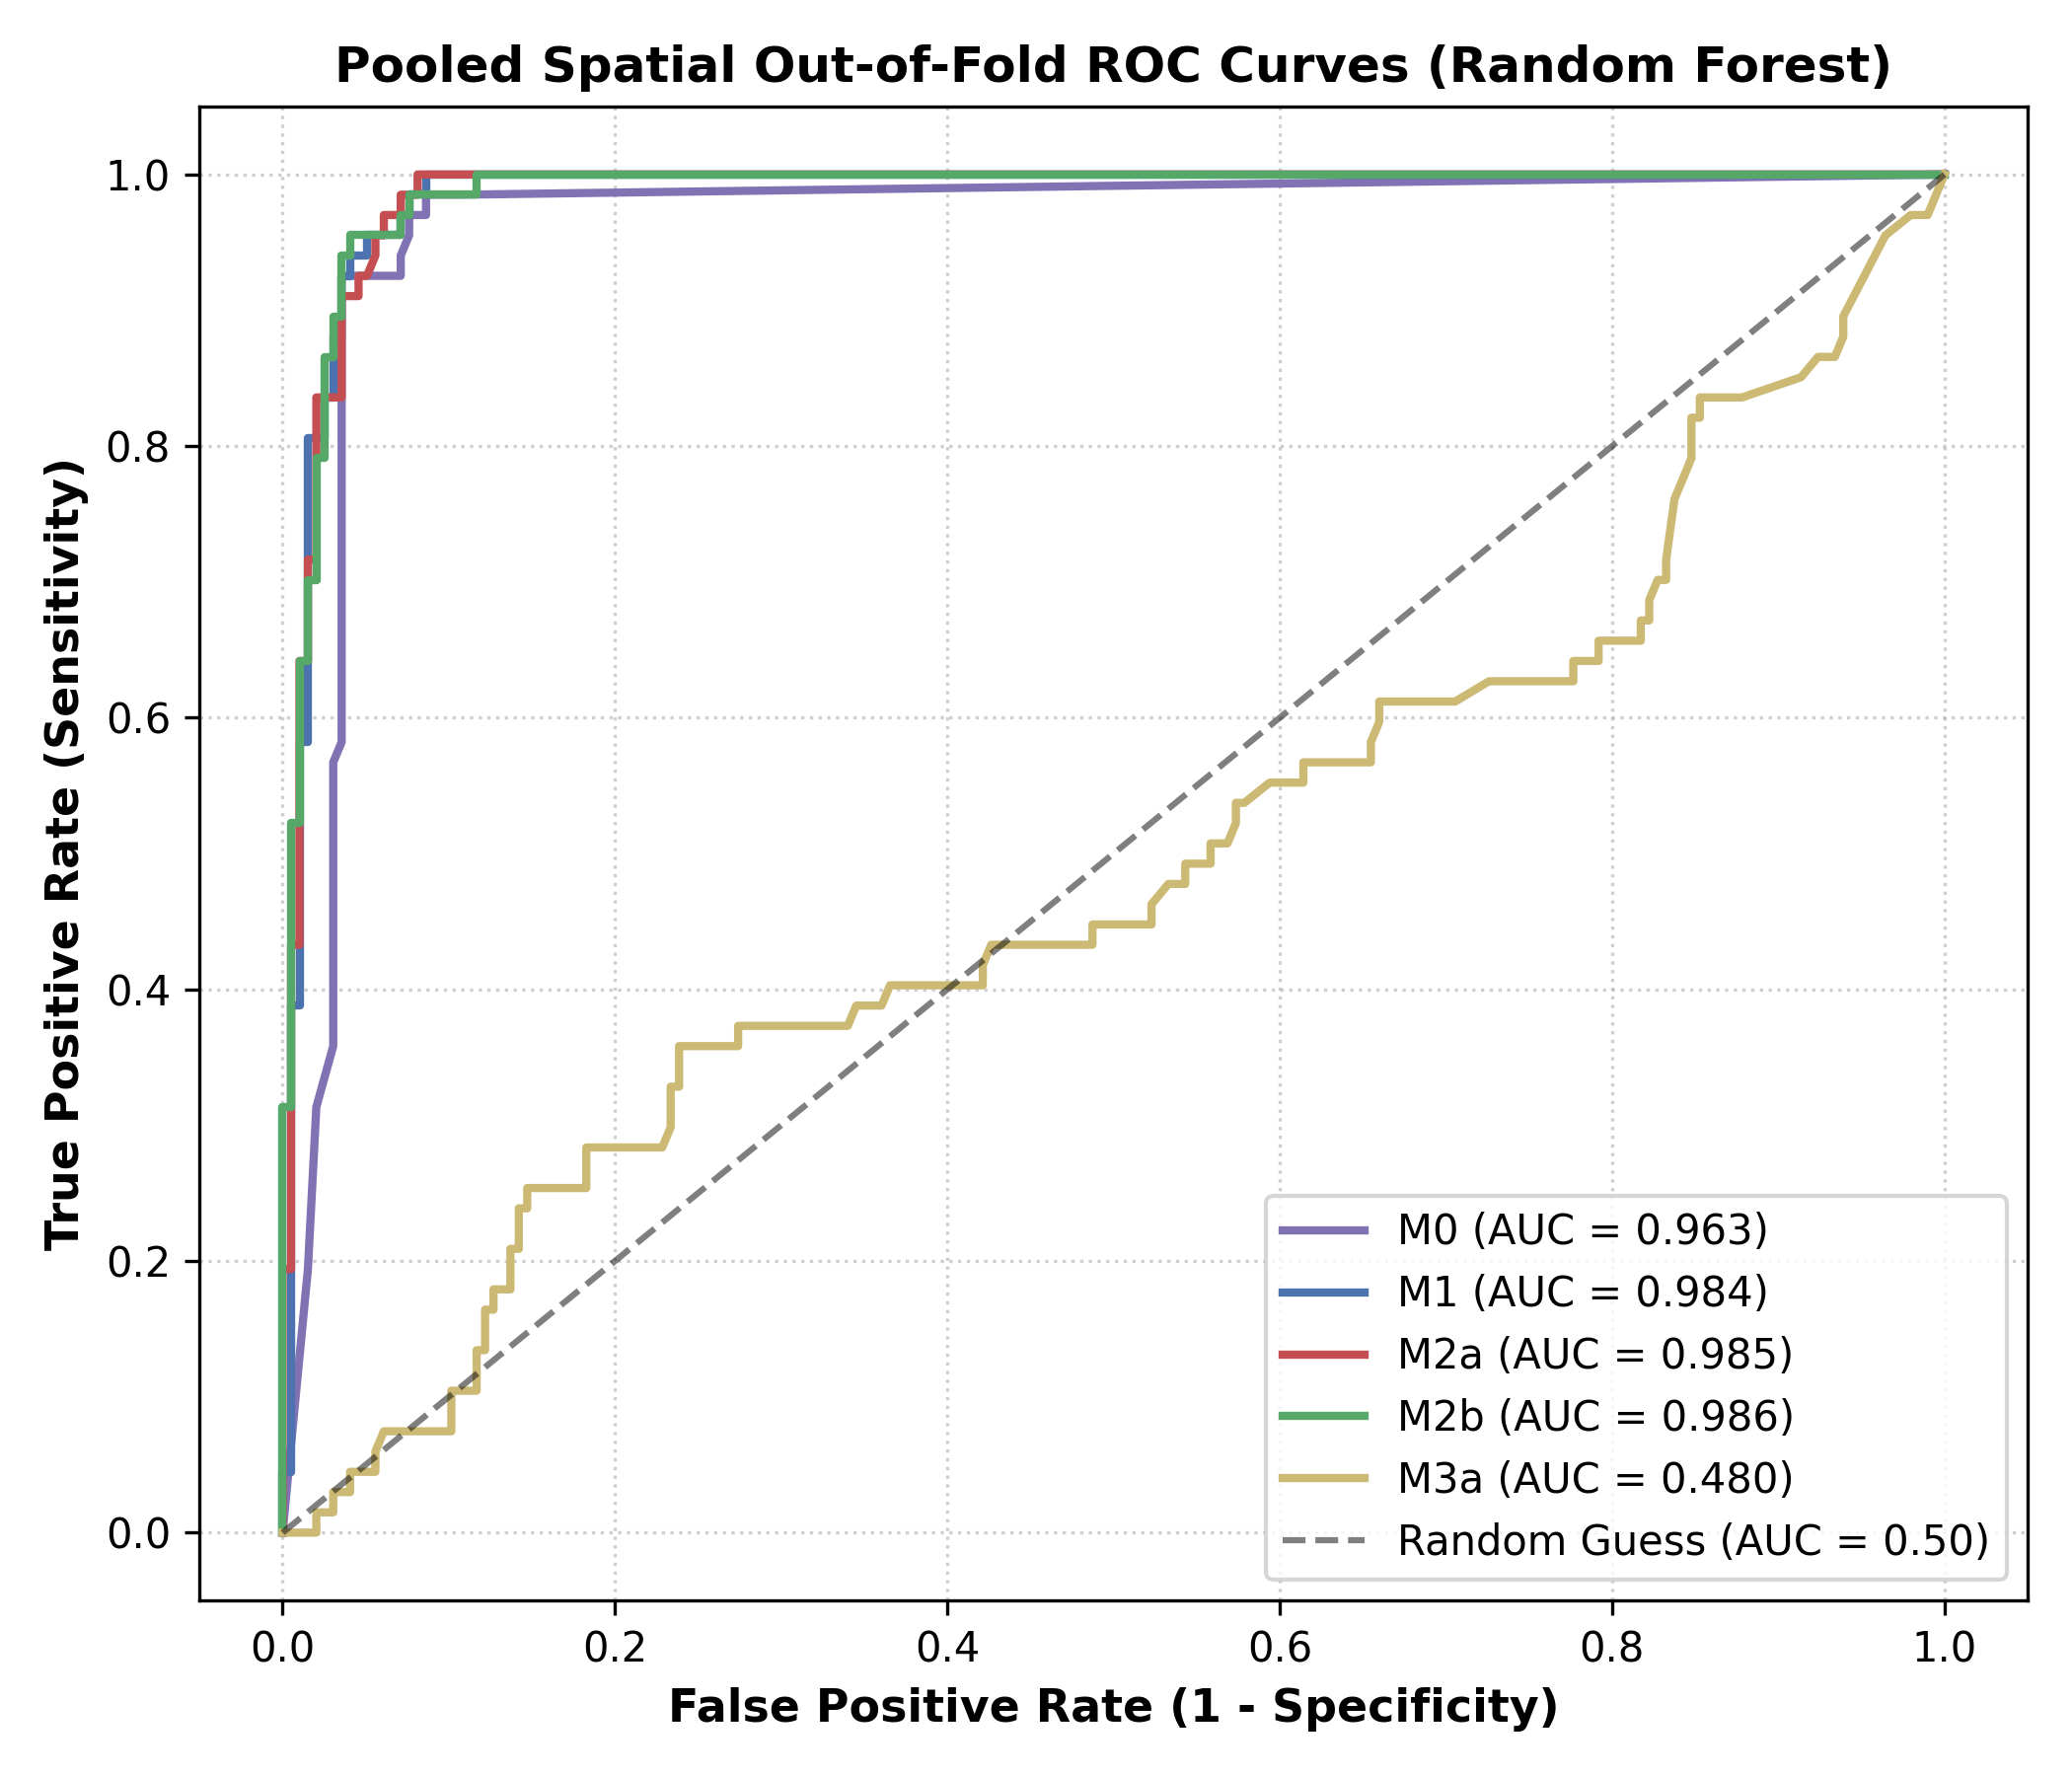 Pooled Spatial Out-of-Fold ROC Curves (Random Forest)
True Positive Rate (Sensitivity)
1.0
0.8
0.6
0.4
0.2
0.0
M0 (AUC = 0.963)
M1 (AUC = 0.984)
M2a (AUC = 0.985)
M2b (AUC = 0.986)
M3a (AUC = 0.480)
Random Guess (AUC = 0.50)
0.0 0.2 0.4 0.6 0.8 1.0
False Positive Rate (1 - Specificity)